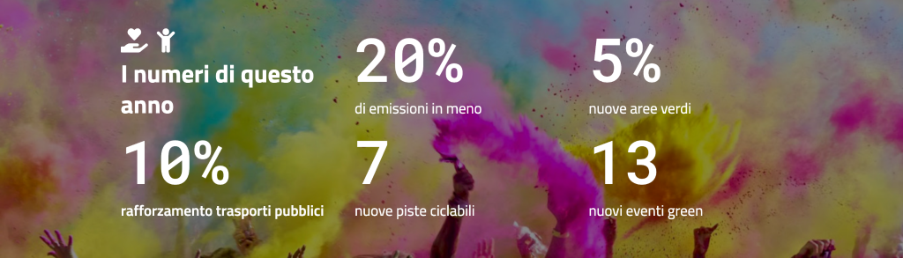 I numeri di questo
anno
20%
di emissioni in meno
5%
nuove aree verdi
10%
rafforzamento trasporti pubblici
7
nuove piste ciclabili
13
nuovi eventi green